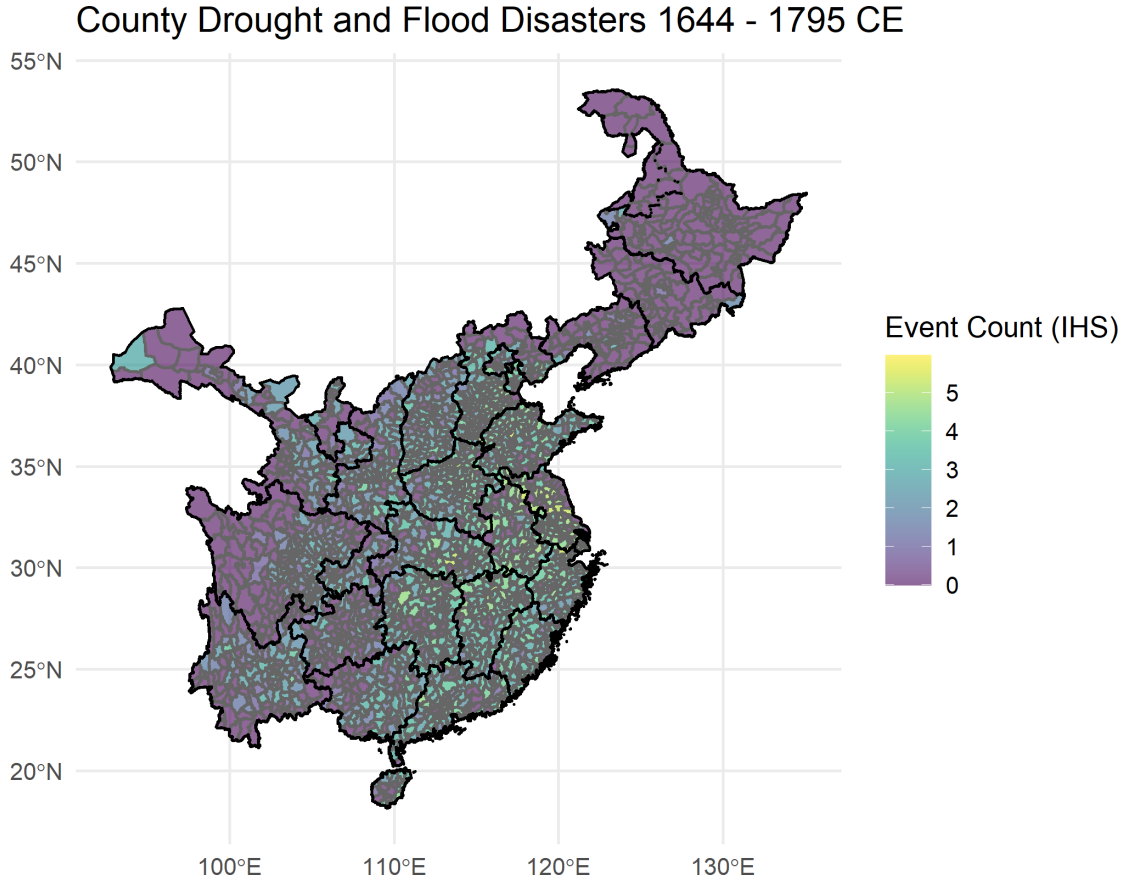 County Drought and Flood Disasters 1644 - 1795 CE
55°N
50°N
45°N
40°N
35°N
30°N
25°N
20°N
100°E 110°E 120°E 130°E
Event Count (IHS)
5
4
3
2
1
0